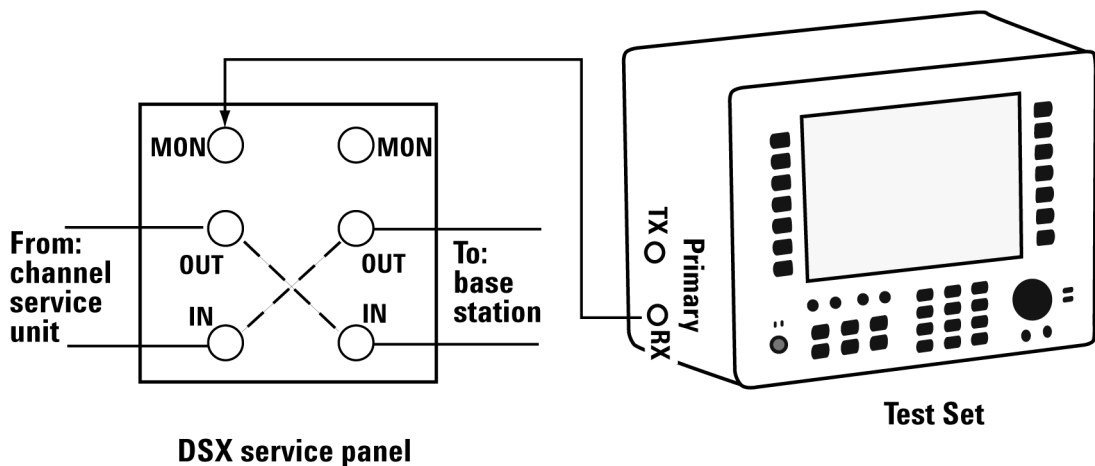 MON
MON
From:
channel
service
unit
OUT
OUT
IN
IN
To:
base
station
TX
RX
Primary
Test Set
DSX service panel